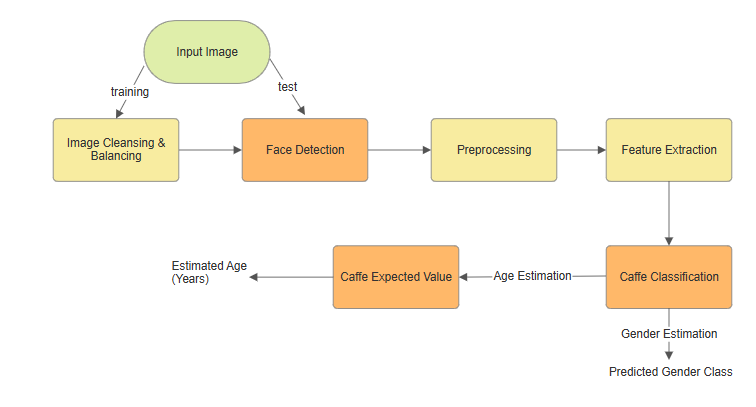 Input Image
training
test
Image Cleansing &
Balancing
Face Detection
Preprocessing
Feature Extraction
Estimated Age
(Years)
Caffe Expected Value
Age Estimation
Caffe Classification
Gender Estimation
Predicted Gender Class